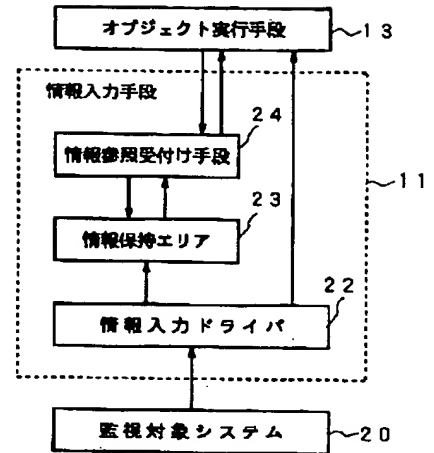 オブジェクト実行手段
13
情報入力手段
24
情報参照受付け手段
11
23
情報保持エリア
22
情報入力ドライバ
監視対象システム
20